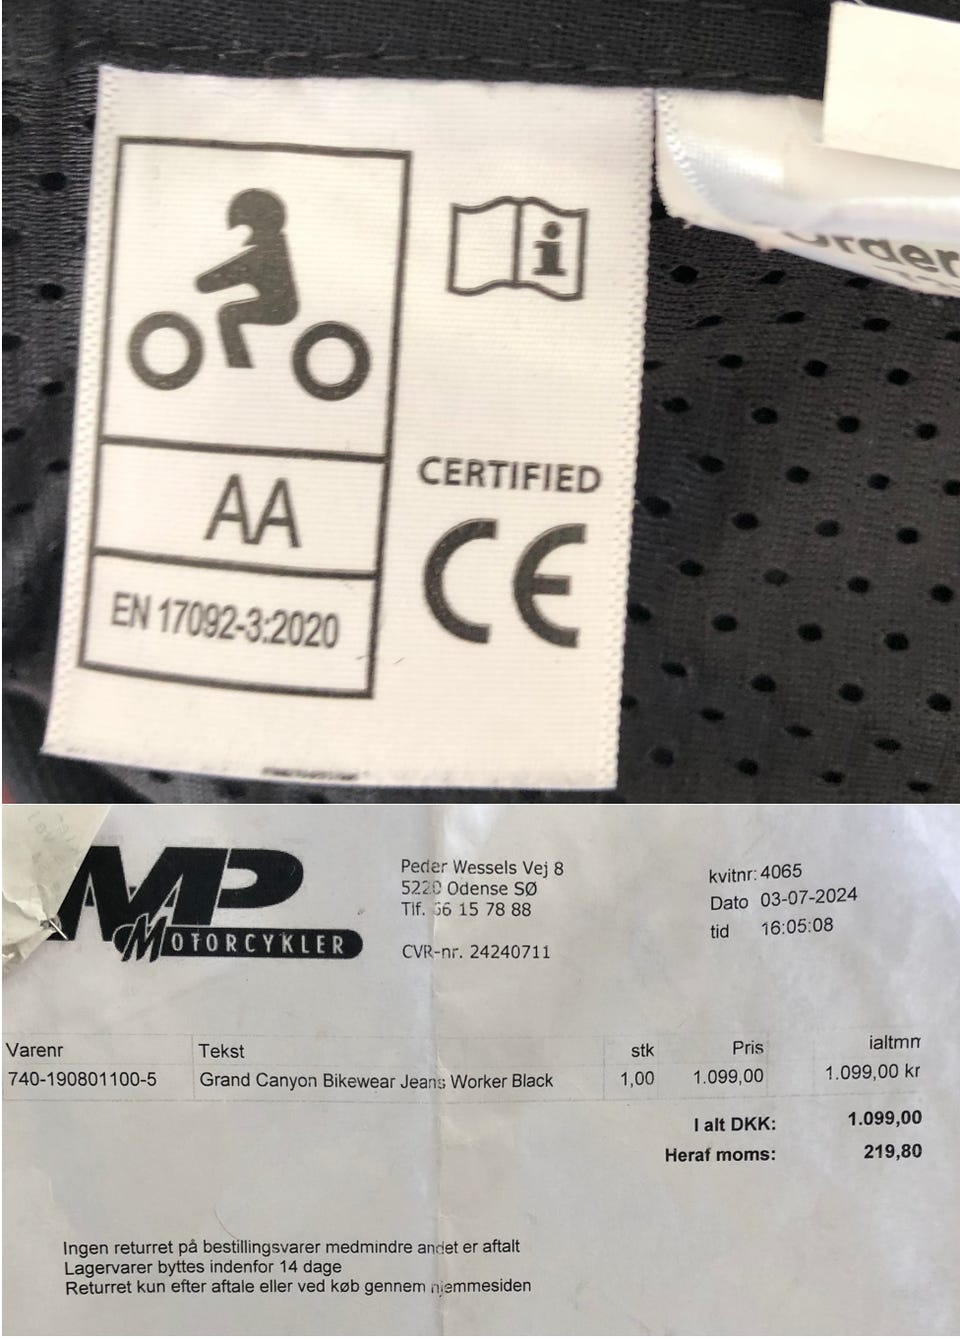 Order
i
CERTIFIED
AA
CE
EN 17092-3:2020
MP
MOTORCYKLER
Peder Wessels Vej 8
5220 Odense SØ
Tlf. 66 15 78 88
CVR-nr. 24240711
kvitnr: 4065
Dato 03-07-2024
tid 16:05:08
Varenr Tekst stk Pris ialtmm
740-190801100-5 Grand Canyon Bikewear Jeans Worker Black 1,00 1.099,00 1.099,00 kr
I alt DKK: 1.099,00
Heraf moms: 219,80
Ingen returret på bestillingsvarer medmindre andet er aftalt
Lagervarer byttes indenfor 14 dage
Returret kun efter aftale eller ved køb gennem hjemmesiden